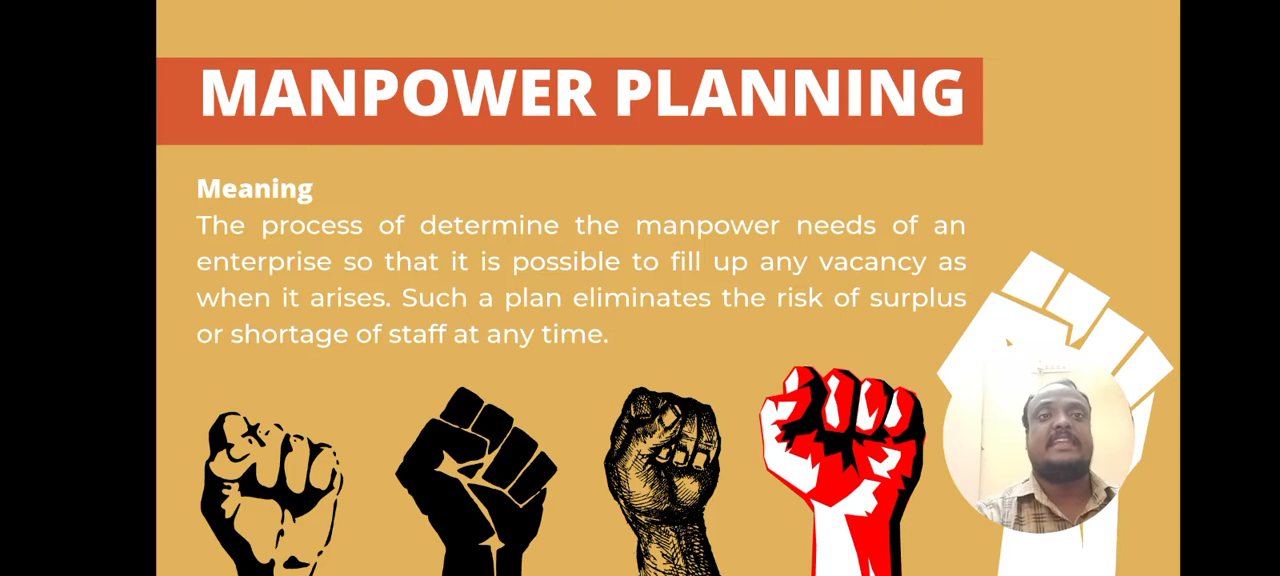 MANPOWER PLANNING
Meaning
The process of determine the manpower needs of an
enterprise so that it is possible to fill up any vacancy as
when it arises. Such a plan eliminates the risk of surplus
or shortage of staff at any time.